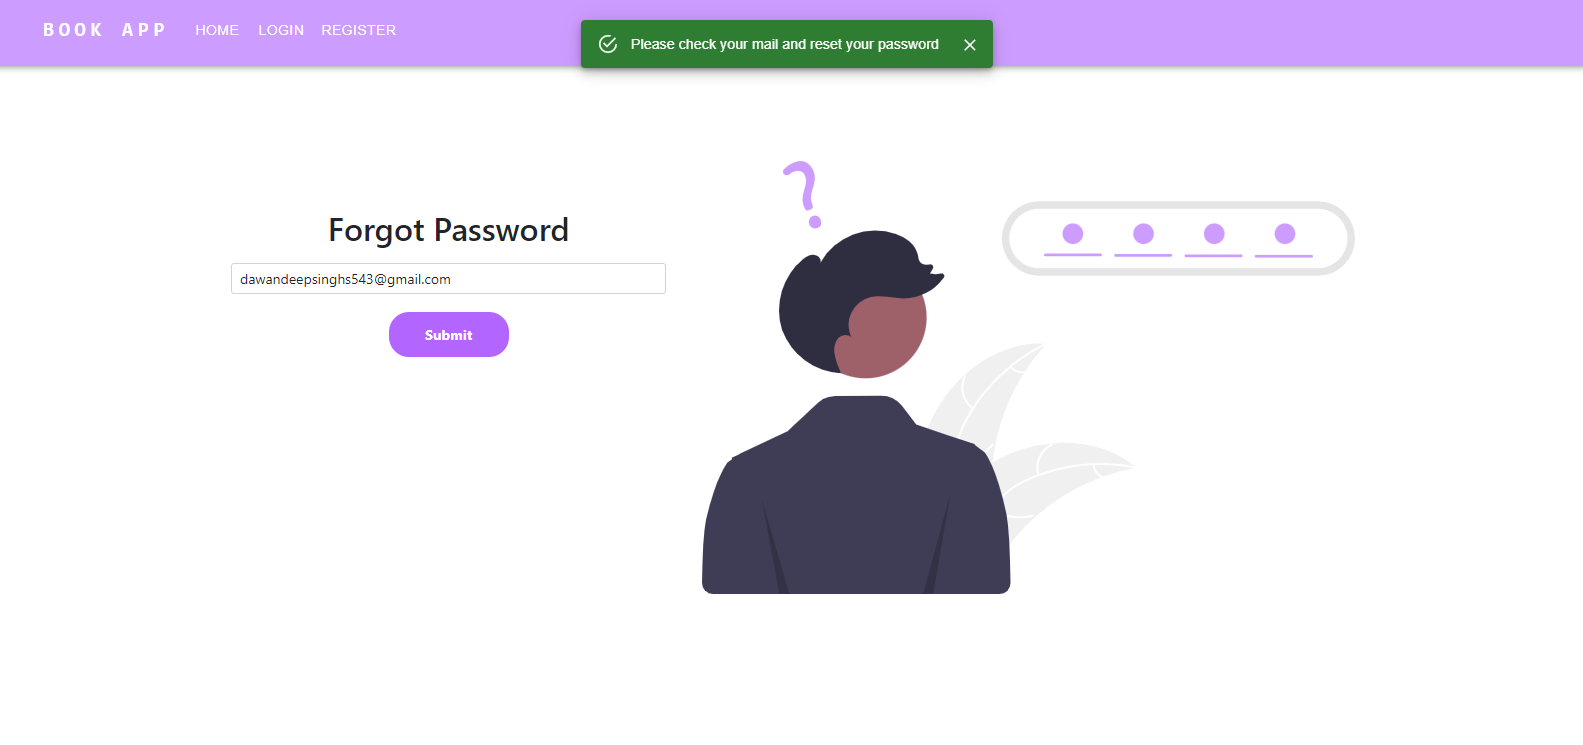 BOOK APP HOME LOGIN REGISTER
Please check your mail and reset your password
Forgot Password
dawandeepsinghs543@gmail.com
Submit
?